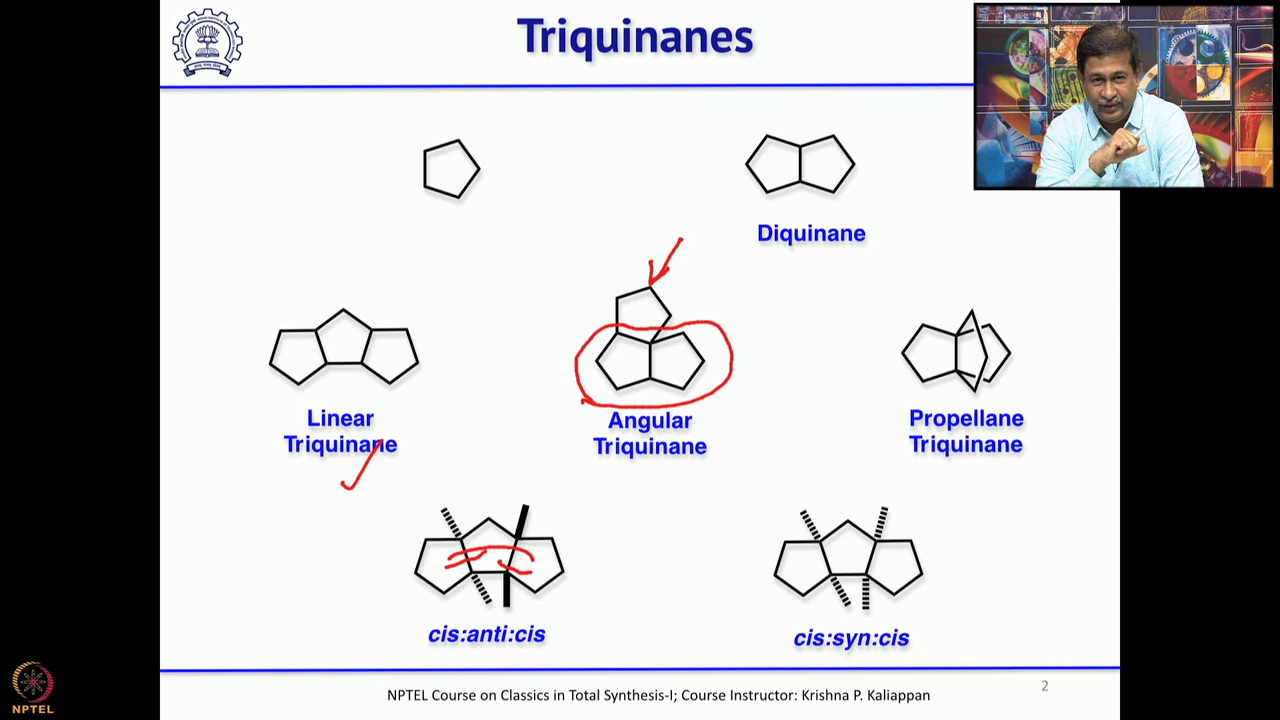 Triquinanes
Diquinane
Linear
Triquinane
Angular
Triquinane
Propellane
Triquinane
cis:anti:cis
cis:syn:cis
NPTEL Course on Classics in Total Synthesis-I; Course Instructor: Krishna P. Kaliappan
2
NPTEL